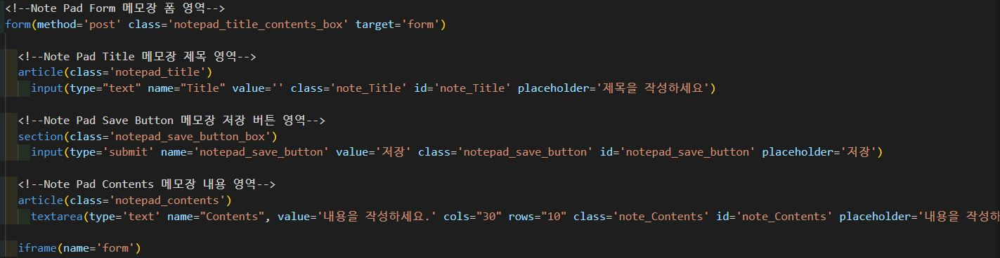 <!--Note Pad Form 메모장 폼 영역-->
form(method='post' class='notepad_title_contents_box' target='form')
<!--Note Pad Title 메모장 제목 영역-->
article(class='notepad_title')
input(type="text" name="Title" value='' class='note_Title' id='note_Title' placeholder='제목을 작성하세요')
<!--Note Pad Save Button 메모장 저장 버튼 영역-->
section(class='notepad_save_button_box')
input(type='submit' name='notepad_save_button' value='저장' class='notepad_save_button' id='notepad_save_button' placeholder='저장')
<!--Note Pad Contents 메모장 내용 영역-->
article(class='notepad_contents')
textarea(type='text' name="Contents", value='내용을 작성하세요.' cols="30" rows="10" class='note_Contents' id='note_Contents' placeholder='내용을 작성하
iframe(name='form')